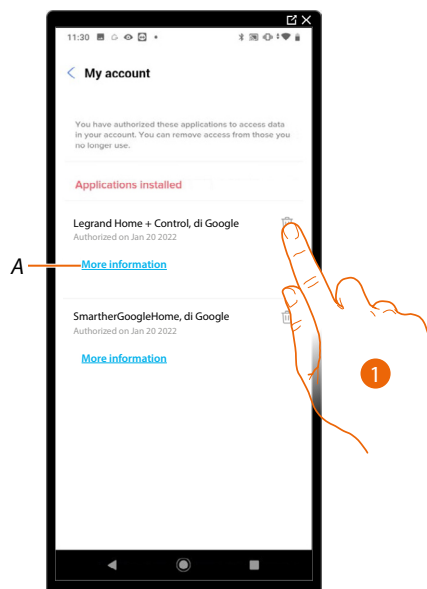 11:30
My account
You have authorized these applications to access data
in your account. You can remove access from those you
no longer use.
Applications installed
Legrand Home + Control, di Google
Authorized on Jan 20 2022
A
More information
SmartherGoogleHome, di Google
Authorized on Jan 20 2022
More information
1